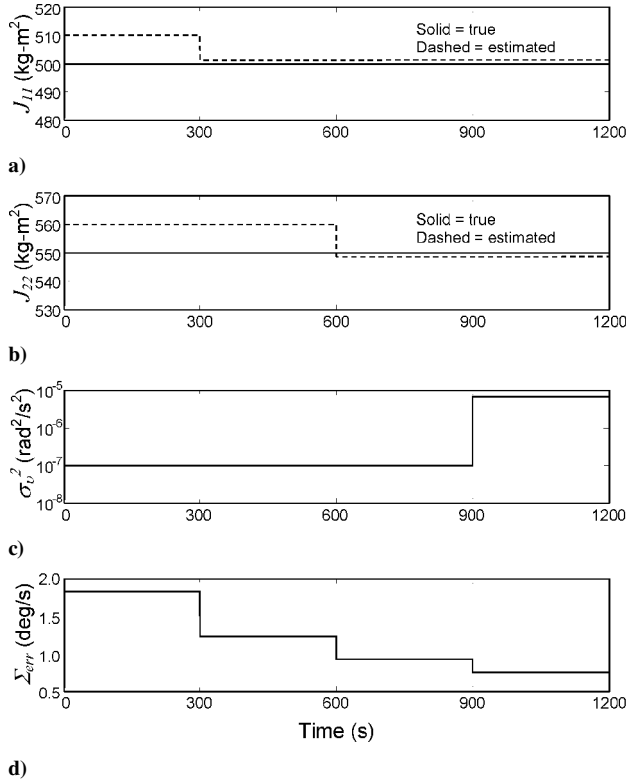 520
510
500
490
480
J11 (kg-m2)
Solid = true
Dashed = estimated
0
300
600
900
1200
a)
570
560
550
540
530
J22 (kg-m2)
Solid = true
Dashed = estimated
0
300
600
900
1200
b)
10-5
10-6
10-7
10-8
συ2 (rad2/s2)
0
300
600
900
1200
c)
2.0
1.5
1.0
0.5
Σerr (deg/s)
0
300
600
900
1200
Time (s)
d)